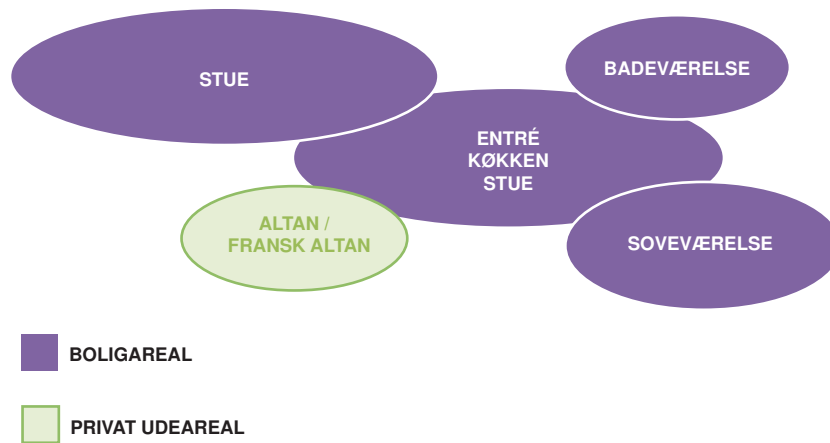 STUE
BADEVÆRELSE
ENTRÉ
KØKKEN
STUE
ALTAN /
FRANSK ALTAN
SOVEVÆRELSE
BOLIGAREAL
PRIVAT UDEAREAL